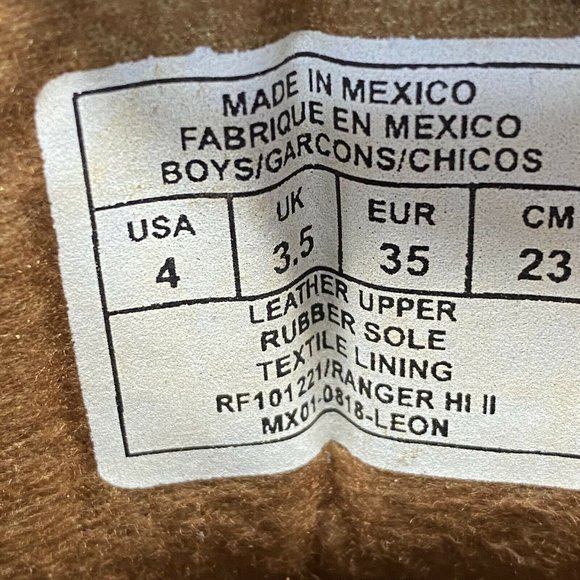 MADE IN MEXICO
FABRIQUE EN MEXICO
BOYS/GARCONS/CHICOS
USA UK EUR CM
4 3.5 35 23
LEATHER UPPER
RUBBER SOLE
TEXTILE LINING
RF101221/RANGER HI II
MX01-0818-LEON